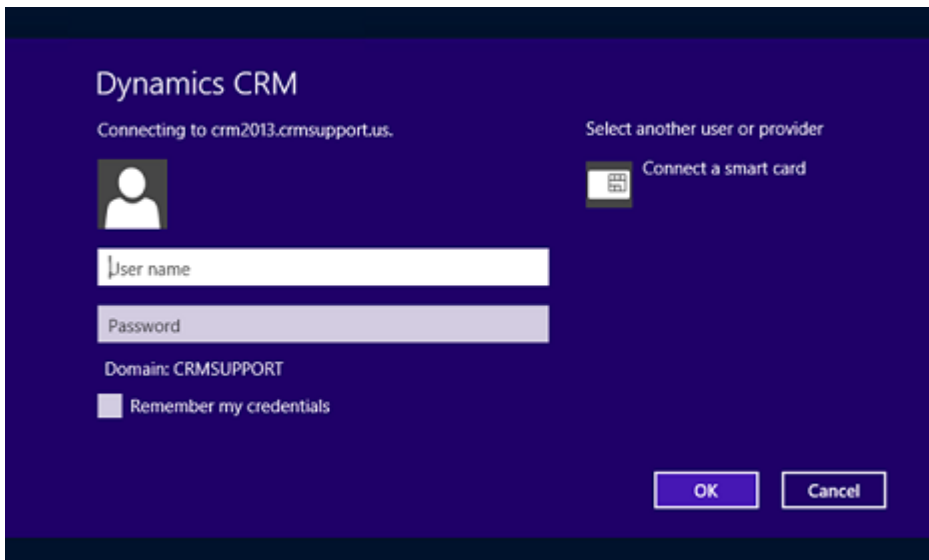 Dynamics CRM
Connecting to crm2013.crmsupport.us.
User name
Password
Domain: CRMSUPPORT
Remember my credentials
Select another user or provider
Connect a smart card
OK
Cancel